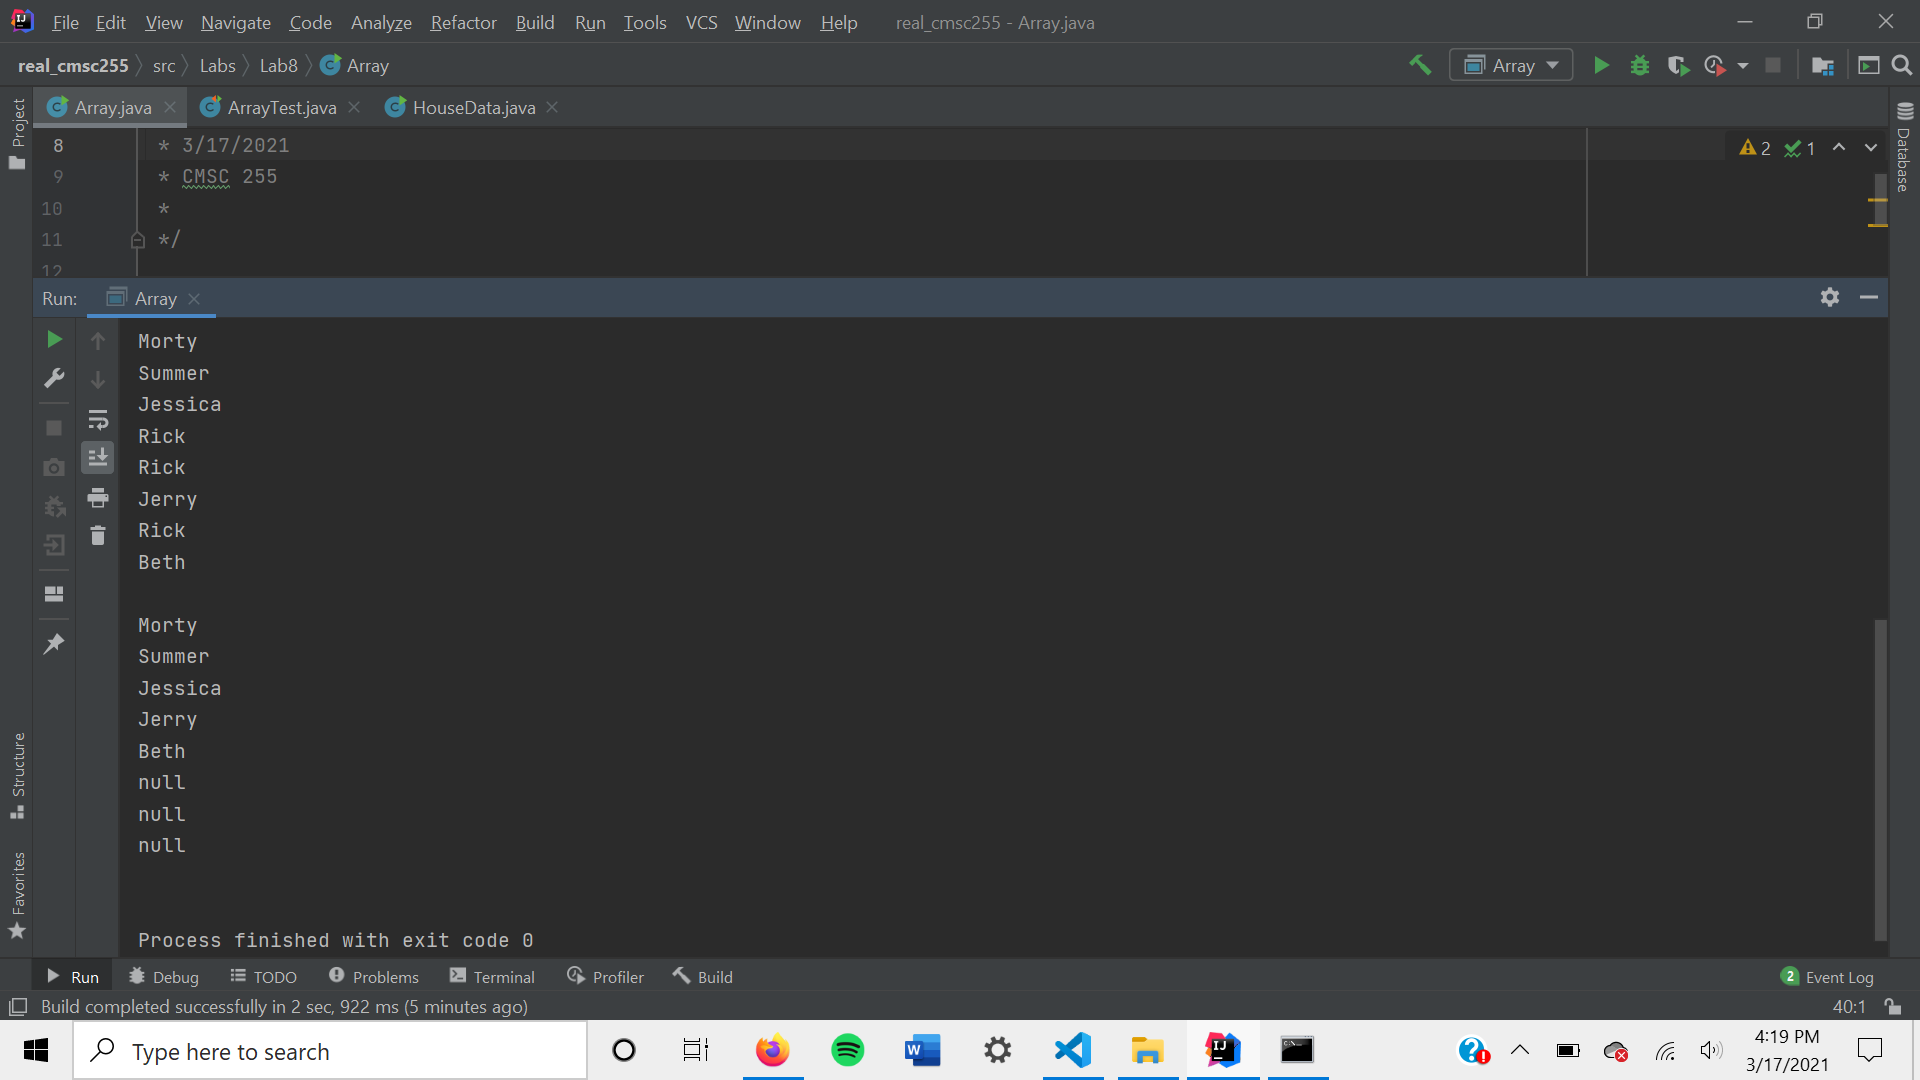 File Edit View Navigate Code Analyze Refactor Build Run Tools VCS Window Help real_cmsc255 - Array.java
real_cmsc255 src Labs Lab8 Array Array
Project
Array.java ArrayTest.java HouseData.java
Database
8 * 3/17/2021 2 1
9 * CMSC 255
10 *
11 */
12
Run: Array
Morty
Summer
Jessica
Rick
Rick
Jerry
Rick
Beth
Morty
Summer
Jessica
Jerry
Beth
null
null
null
Structure
Favorites
Process finished with exit code 0
Run Debug TODO Problems Terminal Profiler Build 2 Event Log
Build completed successfully in 2 sec, 922 ms (5 minutes ago) 40:1
Type here to search
4:19 PM
3/17/2021